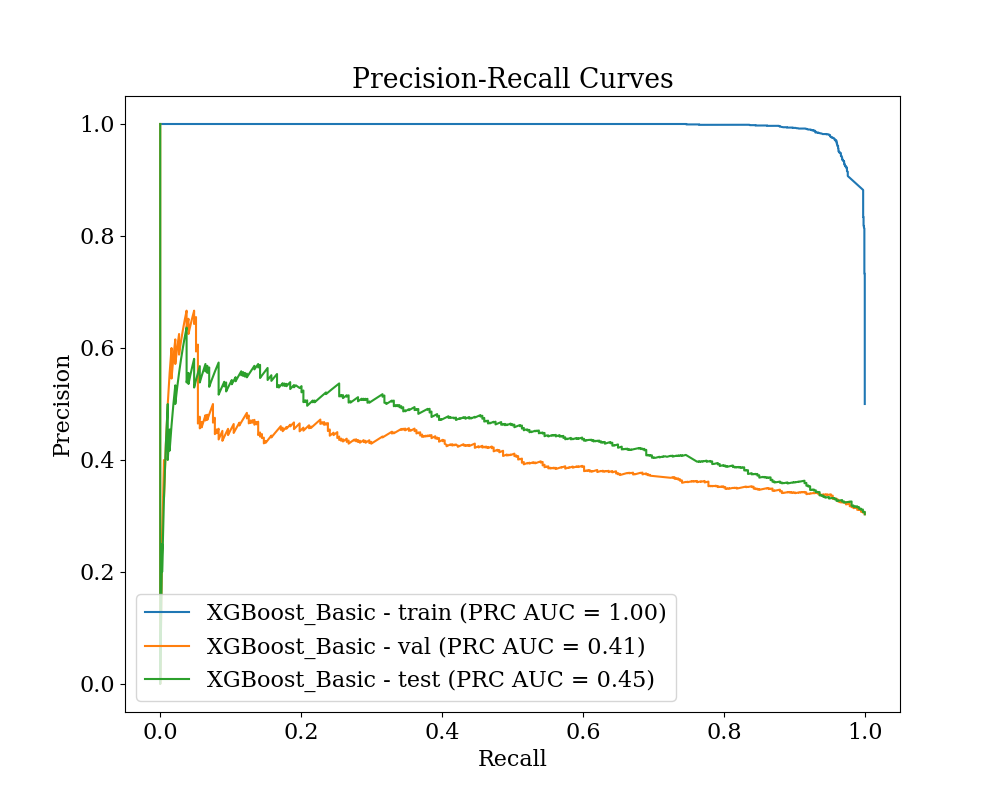 Precision-Recall Curves
1.0
0.8
0.6
0.4
0.2
0.0
Precision
XGBoost_Basic - train (PRC AUC = 1.00)
XGBoost_Basic - val (PRC AUC = 0.41)
XGBoost_Basic - test (PRC AUC = 0.45)
0.0 0.2 0.4 0.6 0.8 1.0
Recall